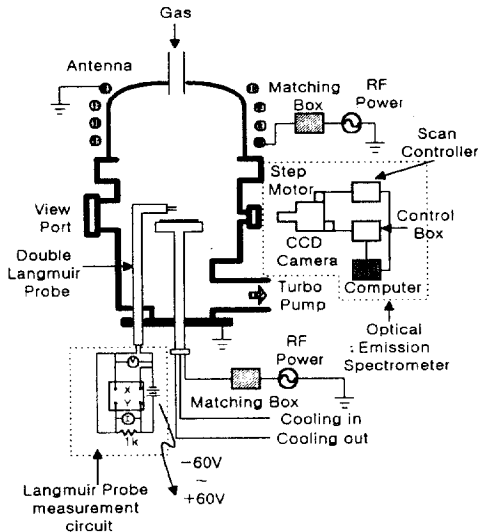 Gas
Antenna
Matching
Box
RF
Power
Scan
Controller
Step
Motor
View
Port
Control
Box
CCD
Camera
Double
Langmuir
Probe
Computer
Turbo
Pump
Optical
Emission
Spectrometer
RF
Power
V
X
Y
I
1k
Matching Box
Cooling in
Cooling out
−60V
~
+60V
Langmuir Probe
measurement
circuit